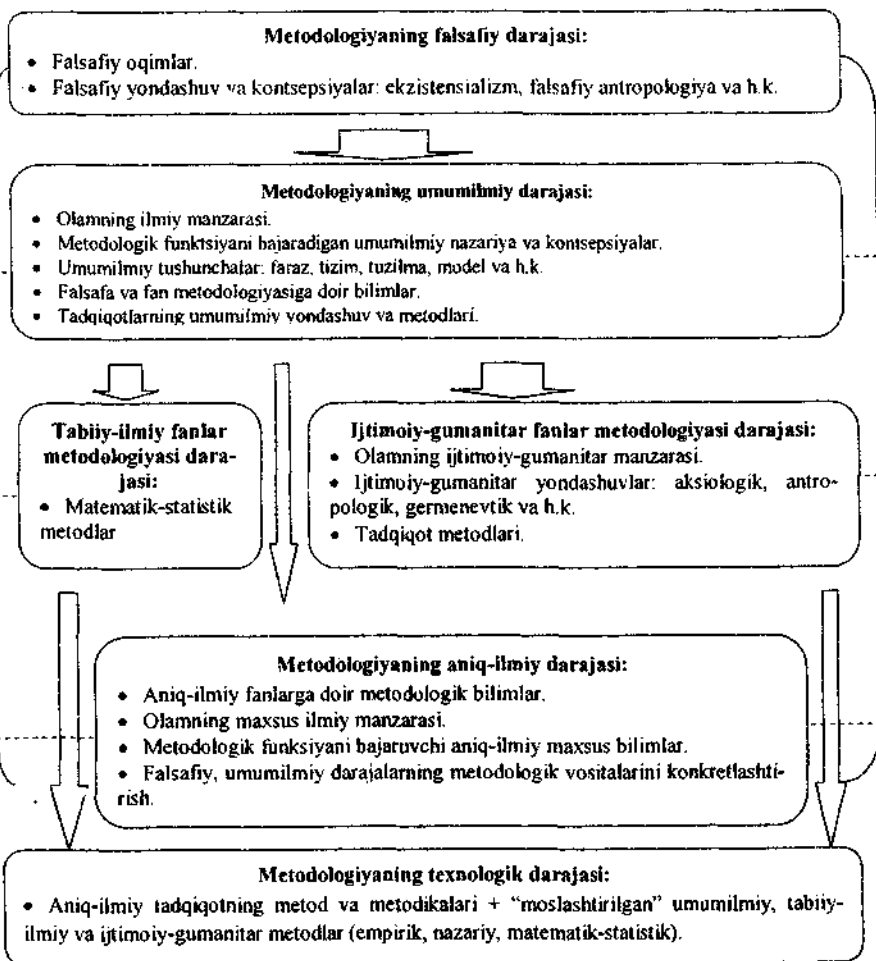 Metodologiyaning falsafiy darajasi:
• Falsafiy oqimlar.
• Falsafiy yondashuv va kontsepsiyalar: ekzistensializm, falsafiy antropologiya va h.k.
Metodologiyaning umumilmiy darajasi:
• Olamning ilmiy manzarasi.
• Metodologik funktsiyani bajaradigan umumilmiy nazariya va kontsepsiyalar.
• Umumilmiy tushunchalar: faraz, tizim, tuzilma, model va h.k.
• Falsafa va fan metodologiyasiga doir bilimlar.
• Tadqiqotlarning umumilmiy yondashuv va metodlari.
Tabiiy-ilmiy fanlar
metodologiyasi dara-
jasi:
• Matematik-statistik
metodlar
Ijtimoiy-gumanitar fanlar metodologiyasi darajasi:
• Olamning ijtimoiy-gumanitar manzarasi.
• Ijtimoiy-gumanitar yondashuvlar: aksiologik, antro-
pologik, germenevtik va h.k.
• Tadqiqot metodlari.
Metodologiyaning aniq-ilmiy darajasi:
• Aniq-ilmiy fanlarga doir metodologik bilimlar.
• Olamning maxsus ilmiy manzarasi.
• Metodologik funksiyani bajaruvchi aniq-ilmiy maxsus bilimlar.
• Falsafiy, umumilmiy darajalarning metodologik vositalarini konkretlashti-
rish.
Metodologiyaning texnologik darajasi:
• Aniq-ilmiy tadqiqotning metod va metodikalari + “moslashtirilgan” umumilmiy, tabiiy-
ilmiy va ijtimoiy-gumanitar metodlar (empirik, nazariy, matematik-statistik).